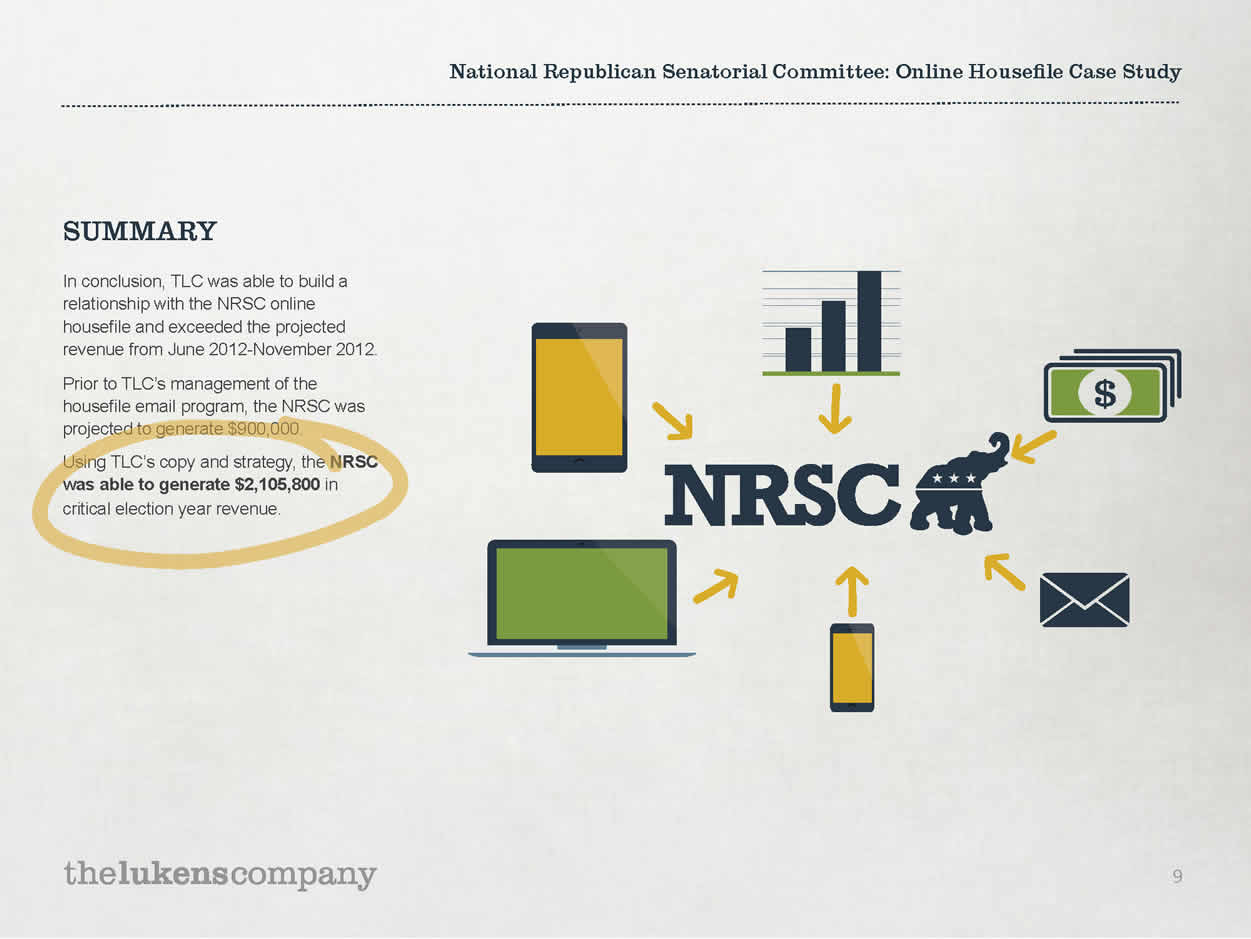 National Republican Senatorial Committee: Online Housefile Case Study
SUMMARY
In conclusion, TLC was able to build a
relationship with the NRSC online
housefile and exceeded the projected
revenue from June 2012-November 2012.
Prior to TLC's management of the
housefile email program, the NRSC was
projected to generate $900,000.
Using TLC's copy and strategy, the NRSC
was able to generate $2,105,800 in
critical election year revenue.
$
NRSC
thelukenscompany
9